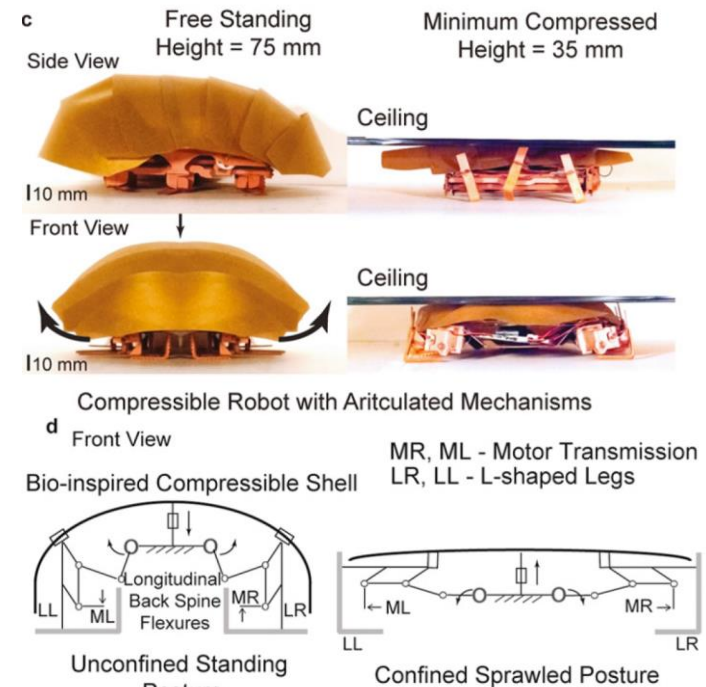 c
Free Standing
Height = 75 mm
Minimum Compressed
Height = 35 mm
Side View
Ceiling
10 mm
Front View
Ceiling
10 mm
Compressible Robot with Aritculated Mechanisms
d
Front View
MR, ML - Motor Transmission
LR, LL - L-shaped Legs
Bio-inspired Compressible Shell
Longitudinal
Back Spine
Flexures
LL
ML
MR
LR
ML
MR
LL
LR
Unconfined Standing
Posture
Confined Sprawled Posture